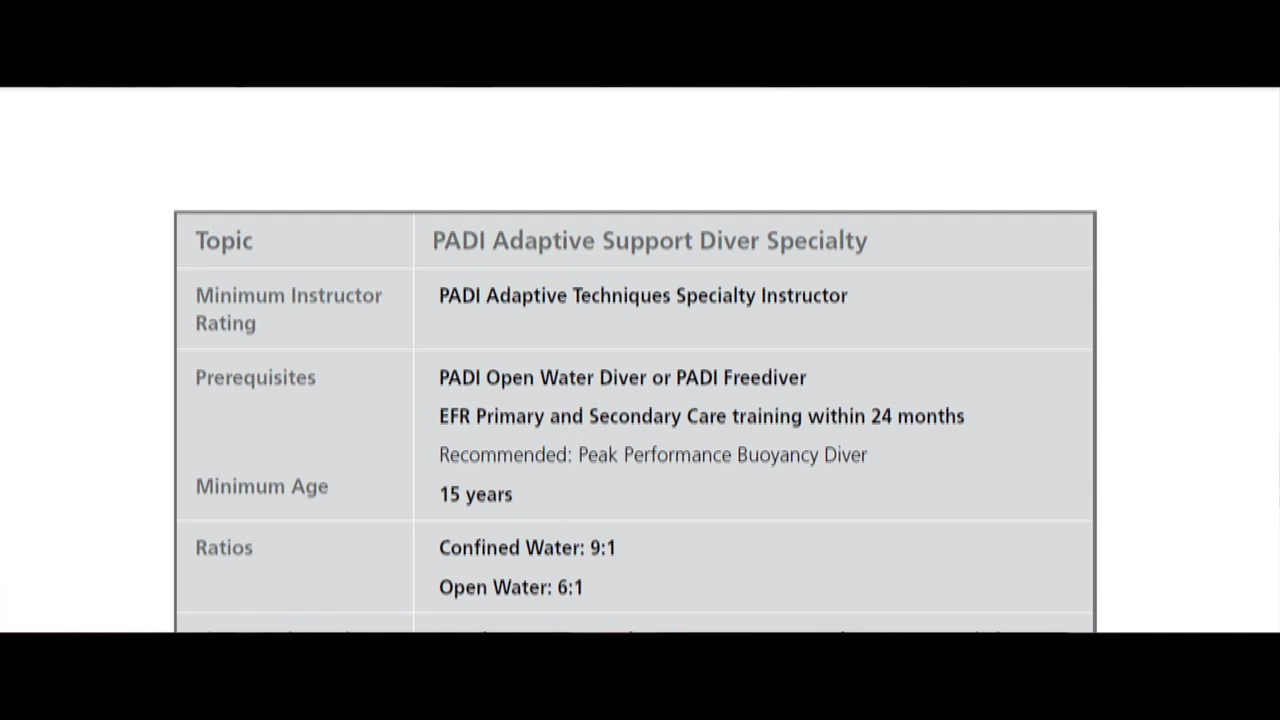 Topic
PADI Adaptive Support Diver Specialty
Minimum Instructor
Rating
PADI Adaptive Techniques Specialty Instructor
Prerequisites
PADI Open Water Diver or PADI Freediver
EFR Primary and Secondary Care training within 24 months
Recommended: Peak Performance Buoyancy Diver
Minimum Age
15 years
Ratios
Confined Water: 9:1
Open Water: 6:1